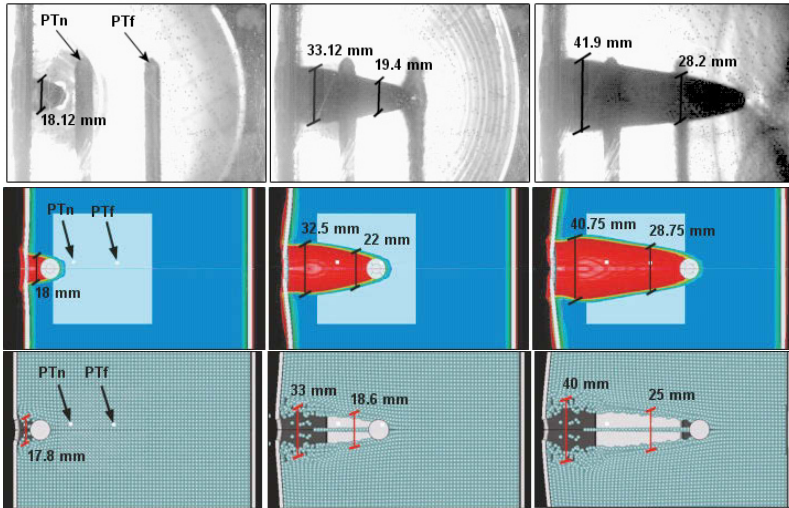 PTn
PTf
18.12 mm
33.12 mm
19.4 mm
41.9 mm
28.2 mm
PTn
PTf
18 mm
32.5 mm
22 mm
40.75 mm
28.75 mm
PTn
PTf
17.8 mm
33 mm
18.6 mm
40 mm
25 mm